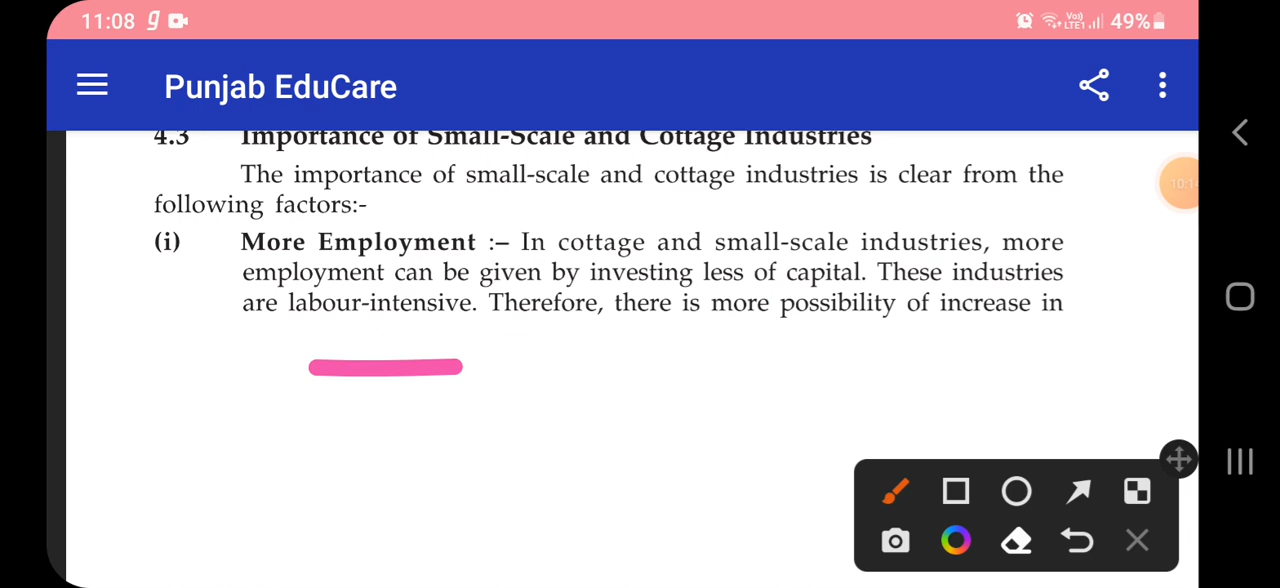 11:08 g
Vo) LTE1 49%
Punjab EduCare
4.3 Importance of Small-Scale and Cottage Industries
The importance of small-scale and cottage industries is clear from the
following factors:-
(i) More Employment :– In cottage and small-scale industries, more
employment can be given by investing less of capital. These industries
are labour-intensive. Therefore, there is more possibility of increase in